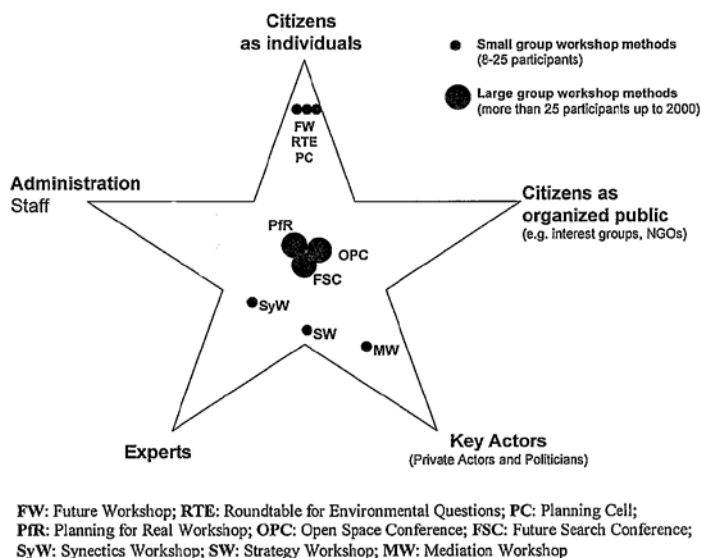 Citizens
as individuals
Small group workshop methods
(8-25 participants)
Large group workshop methods
(more than 25 participants up to 2000)
FW
RTE
PC
Administration
Staff
Citizens as
organized public
(e.g. interest groups, NGOs)
PfR
OPC
FSC
SyW
SW
MW
Experts
Key Actors
(Private Actors and Politicians)
FW: Future Workshop; RTE: Roundtable for Environmental Questions; PC: Planning Cell;
PfR: Planning for Real Workshop; OPC: Open Space Conference; FSC: Future Search Conference;
SyW: Synectics Workshop; SW: Strategy Workshop; MW: Mediation Workshop